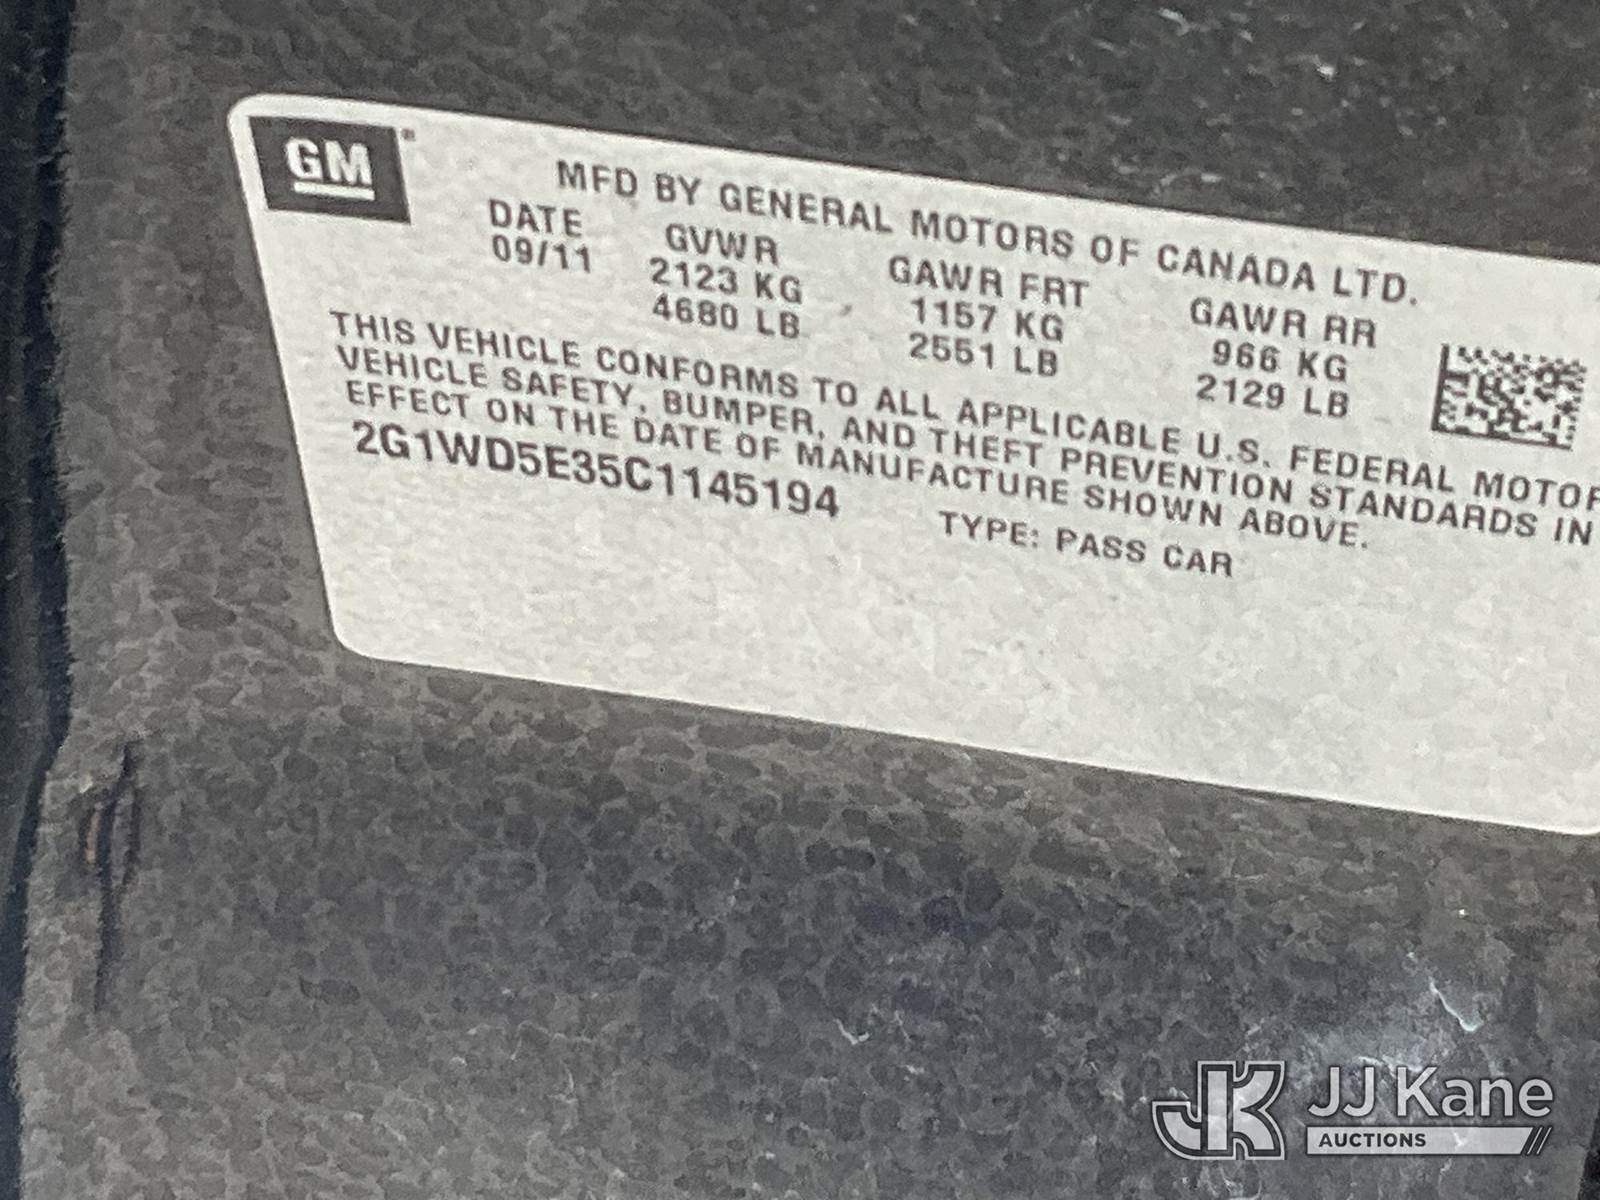 GM
MFD BY GENERAL MOTORS OF CANADA LTD.
DATE GVWR GAWR FRT GAWR RR
09/11 2123 KG 1157 KG 966 KG
4680 LB 2551 LB 2129 LB
THIS VEHICLE CONFORMS TO ALL APPLICABLE U.S. FEDERAL MOTOR
VEHICLE SAFETY, BUMPER, AND THEFT PREVENTION STANDARDS IN
EFFECT ON THE DATE OF MANUFACTURE SHOWN ABOVE.
2G1WD5E35C1145194 TYPE: PASS CAR
JK JJ Kane
AUCTIONS